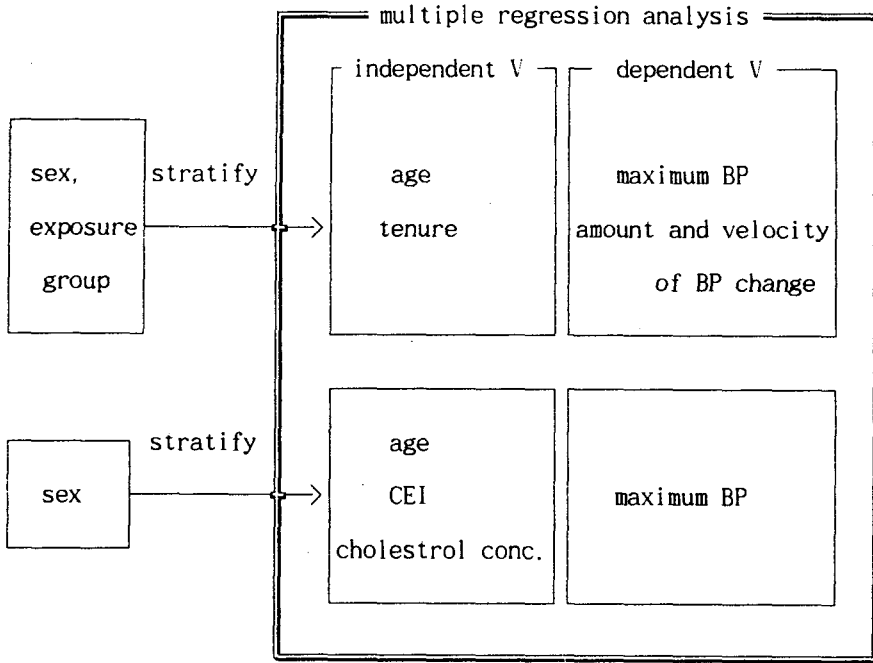 multiple regression analysis
independent V
dependent V
sex,
exposure
group
stratify
age
tenure
maximum BP
amount and velocity
of BP change
sex
stratify
age
CEI
cholestrol conc.
maximum BP